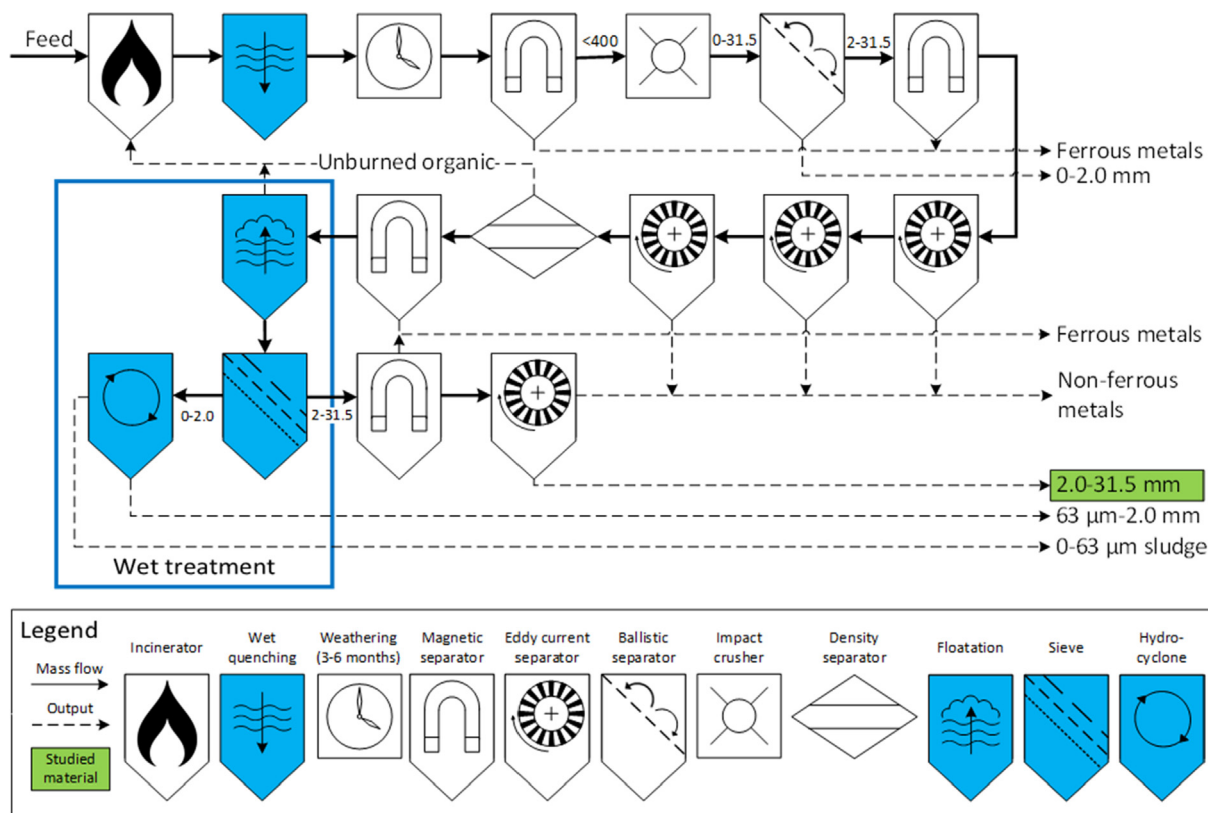 Feed
<400
0-31.5
2-31.5
Ferrous metals
0-2.0 mm
Unburned organic
Ferrous metals
0-2.0
2-31.5
Non-ferrous
metals
2.0-31.5 mm
63 μm-2.0 mm
0-63 μm sludge
Wet treatment
Legend
Mass flow
Output
Studied
material
Incinerator
Wet
quenching
Weathering
(3-6 months)
Magnetic
separator
Eddy current
separator
Ballistic
separator
Impact
crusher
Density
separator
Floatation
Sieve
Hydro-
cyclone